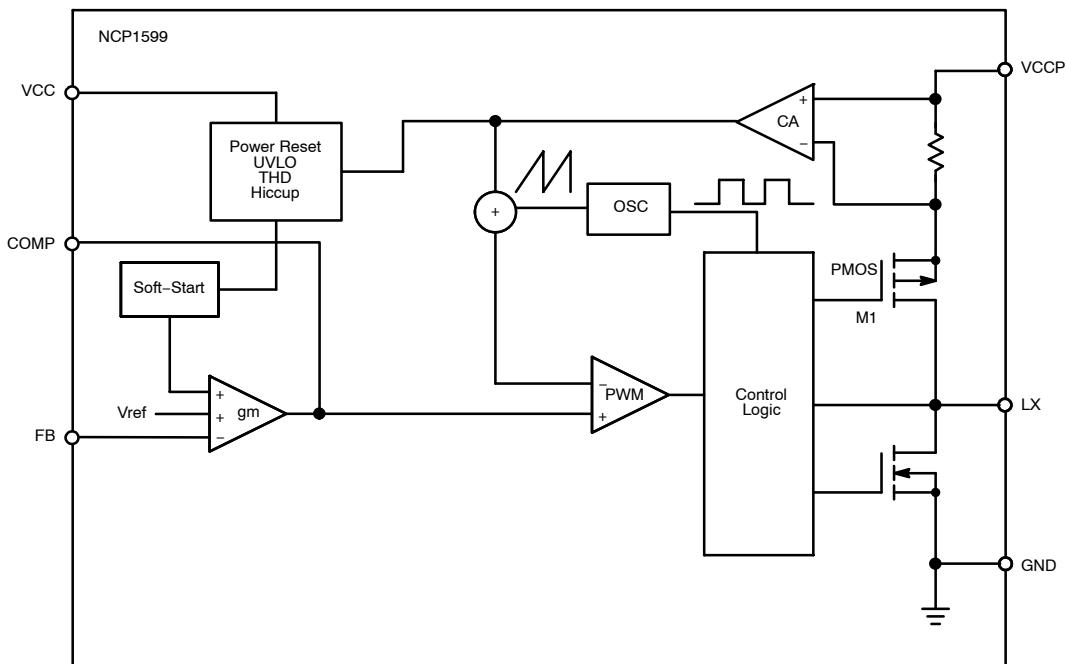 NCP1599
VCC
VCCP
+
CA
−
Power Reset
UVLO
THD
Hiccup
+
OSC
COMP
Soft−Start
PMOS
M1
+
Vref
+
gm
−
FB
−
PWM
+
Control
Logic
LX
GND